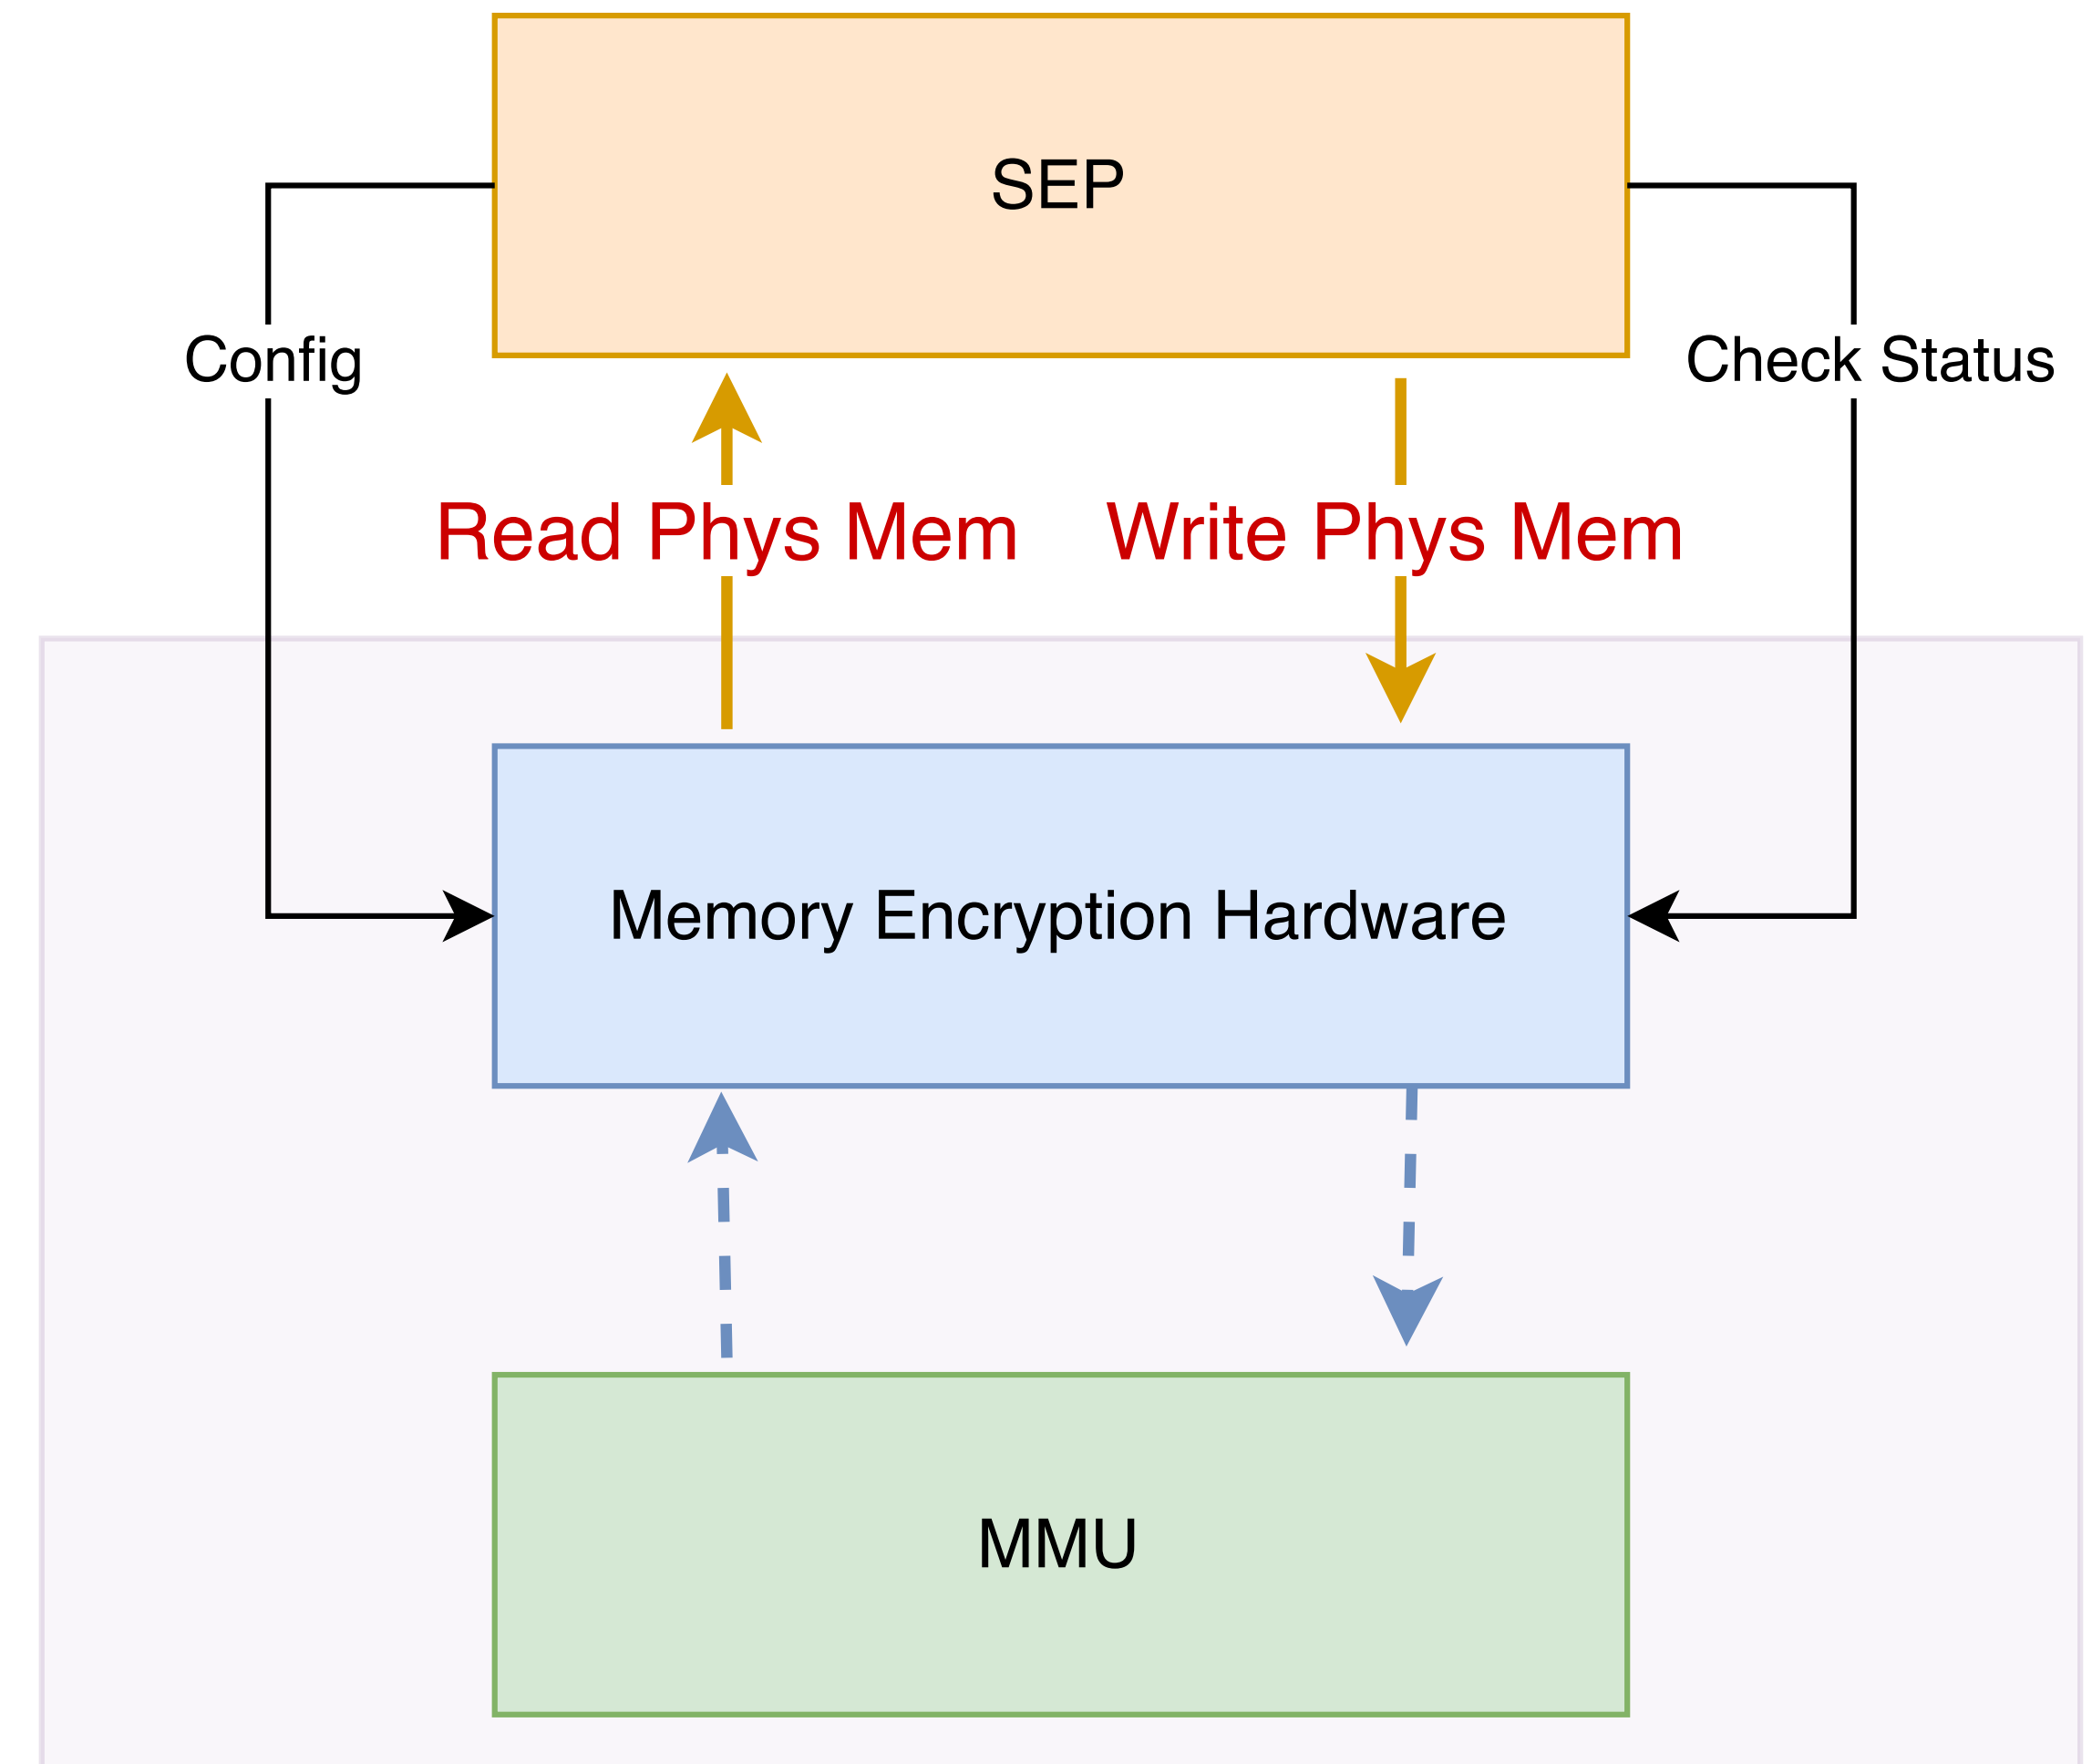 SEP
Config
Check Status
Read Phys Mem
Write Phys Mem
Memory Encryption Hardware
MMU